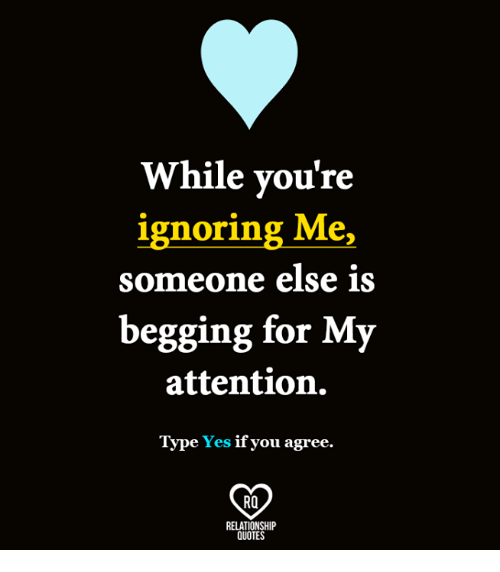 While you're
ignoring Me,
someone else is
begging for My
attention.
Type Yes if you agree.
RQ
RELATIONSHIP
QUOTES